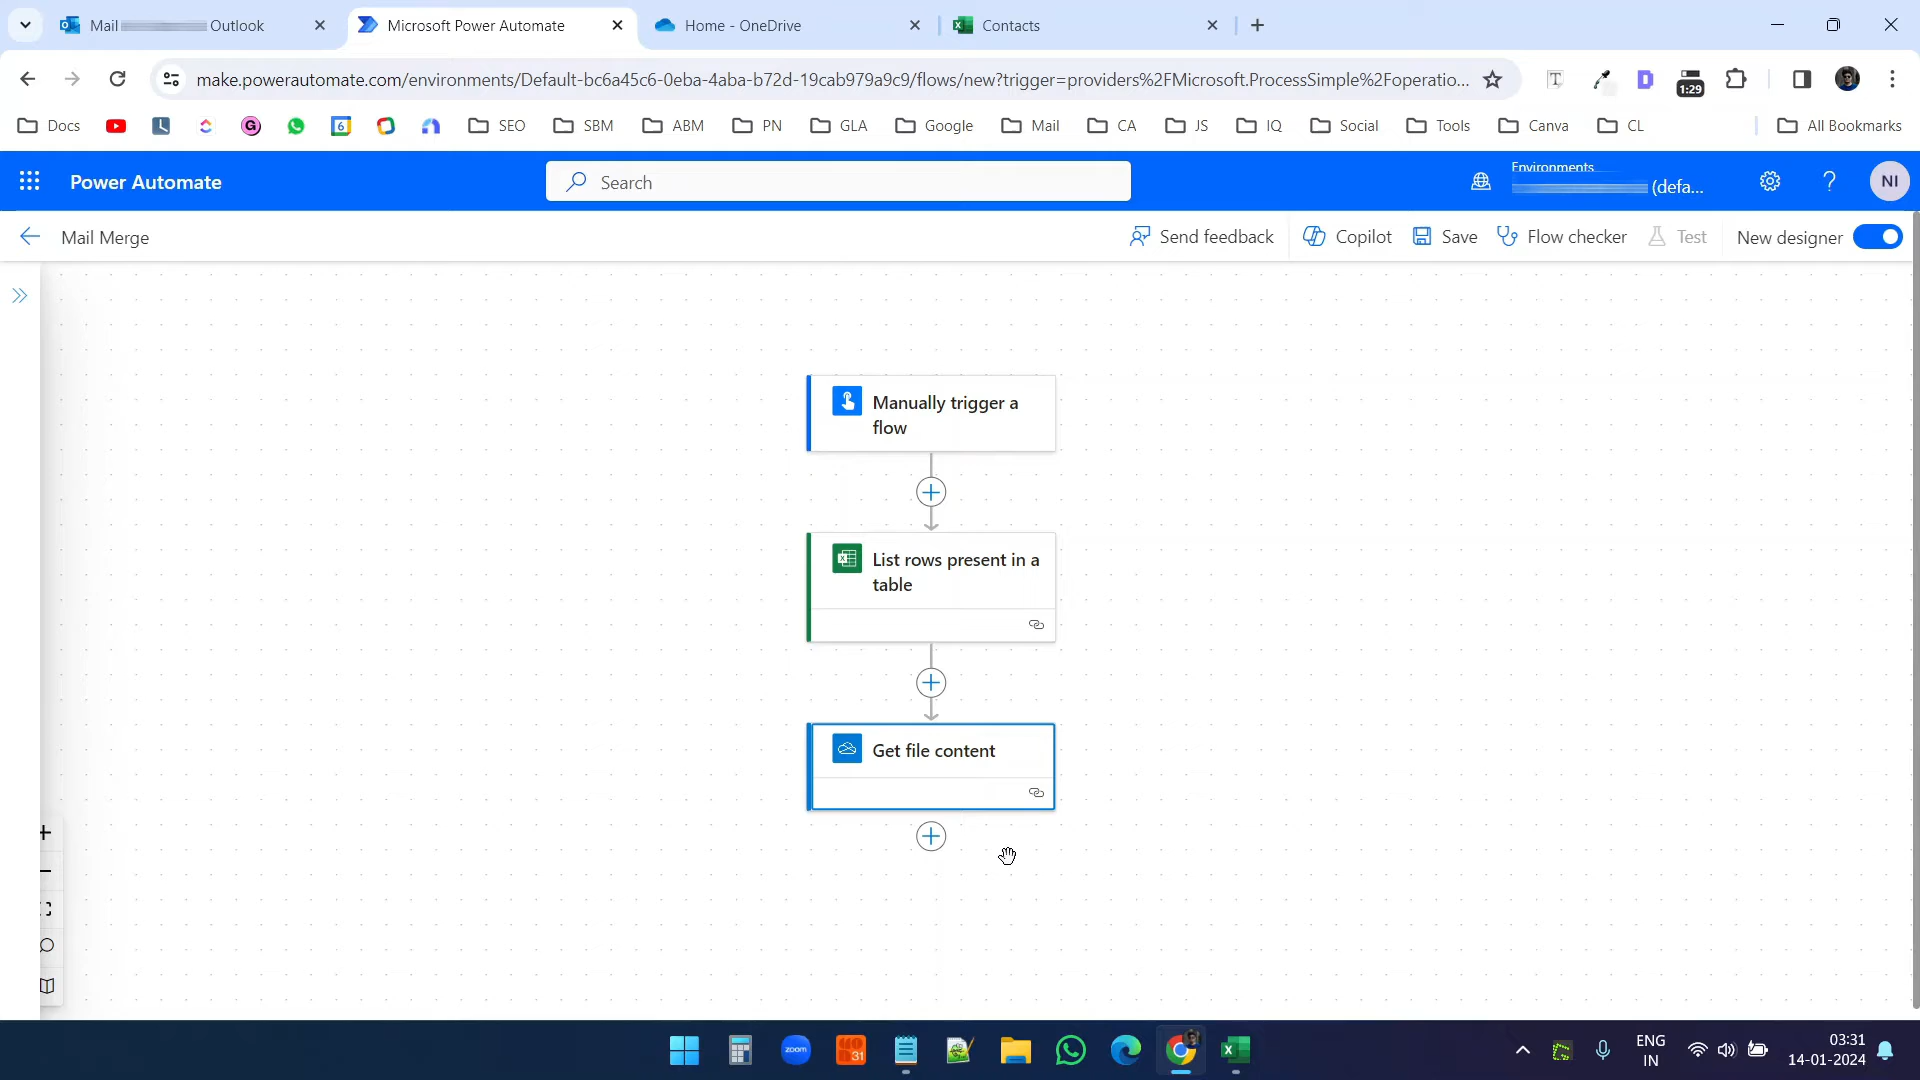 Mail Outlook
Microsoft Power Automate
Home - OneDrive
Contacts
make.powerautomate.com/environments/Default-bc6a45c6-0eba-4aba-b72d-19cab979a9c9/flows/new?trigger=providers%2FMicrosoft.ProcessSimple%2Foperatio...
T
D
1:29
Docs
6
G
SEO
SBM
ABM
PN
GLA
Google
Mail
CA
JS
IQ
Social
Tools
Canva
CL
All Bookmarks
Power Automate
Search
Environments
(defa...
?
NI
Mail Merge
Send feedback
Copilot
Save
Flow checker
Test
New designer
Manually trigger a
flow
List rows present in a
table
Get file content
zoom
31
ENG
IN
03:31
14-01-2024